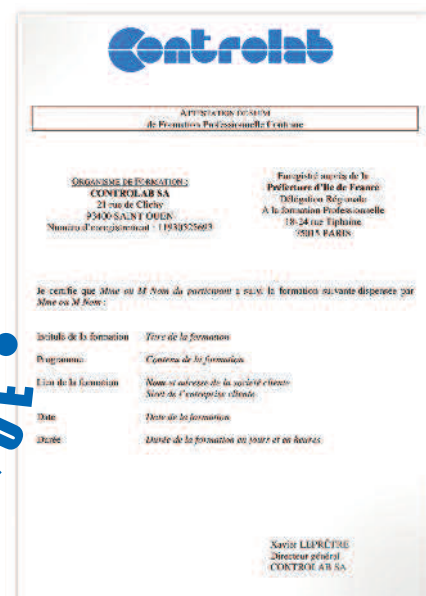 Controlab
ATTESTATION DE SUIVI
de Formation Professionnelle Continue
ORGANISME DE FORMATION :
CONTROLAB SA
21 rue de Clichy
93400 SAINT OUEN
Numéro d'enregistrement : 11930525693
Enregistré auprès de la
Préfecture d'Ile de France
Délégation Régionale
A la formation Professionnelle
18-24 rue Tiphaine
75015 PARIS
Je certifie que Mme ou M Nom du participant a suivi la formation suivante dispensée par
Mme ou M Nom :
Intitulé de la formation Titre de la formation
Programme Contenu de la formation
Lieu de la formation Nom et adresse de la société cliente
Siret de l'entreprise cliente
Date Date de la formation
Durée Durée de la formation en jours et en heures
Xavier LEPRÊTRE
Directeur général
CONTROLAB SA